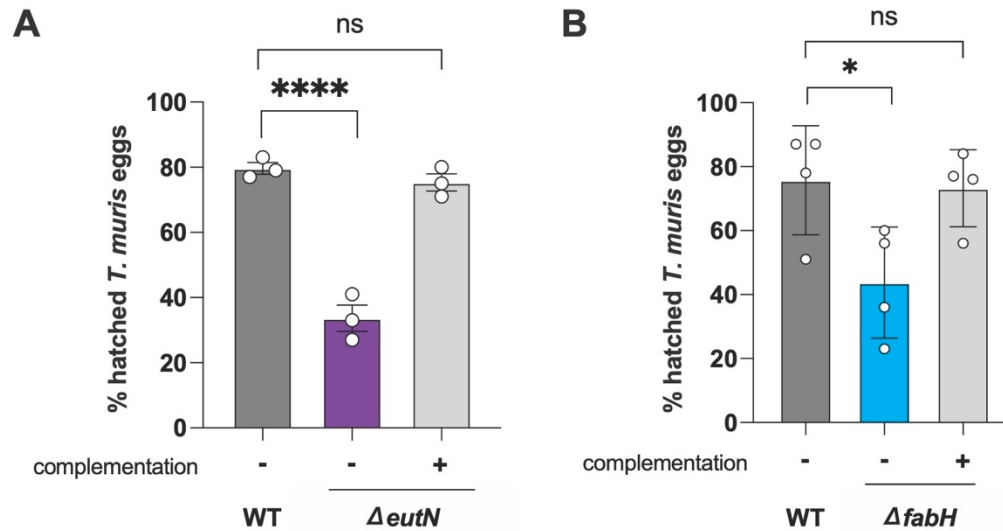 A
ns
****
% hatched T. muris eggs
100
80
60
40
20
0
complementation - - +
WT ΔeutN
B
ns
*
% hatched T. muris eggs
100
80
60
40
20
0
complementation - - +
WT ΔfabH